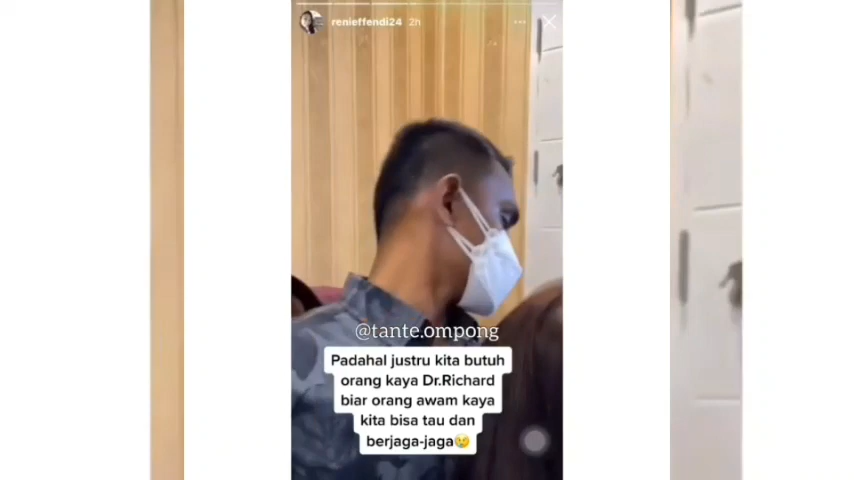 renieffendi24 2h
@tante.ompong
Padahal justru kita butuh
orang kaya Dr.Richard
biar orang awam kaya
kita bisa tau dan
berjaga-jaga😢